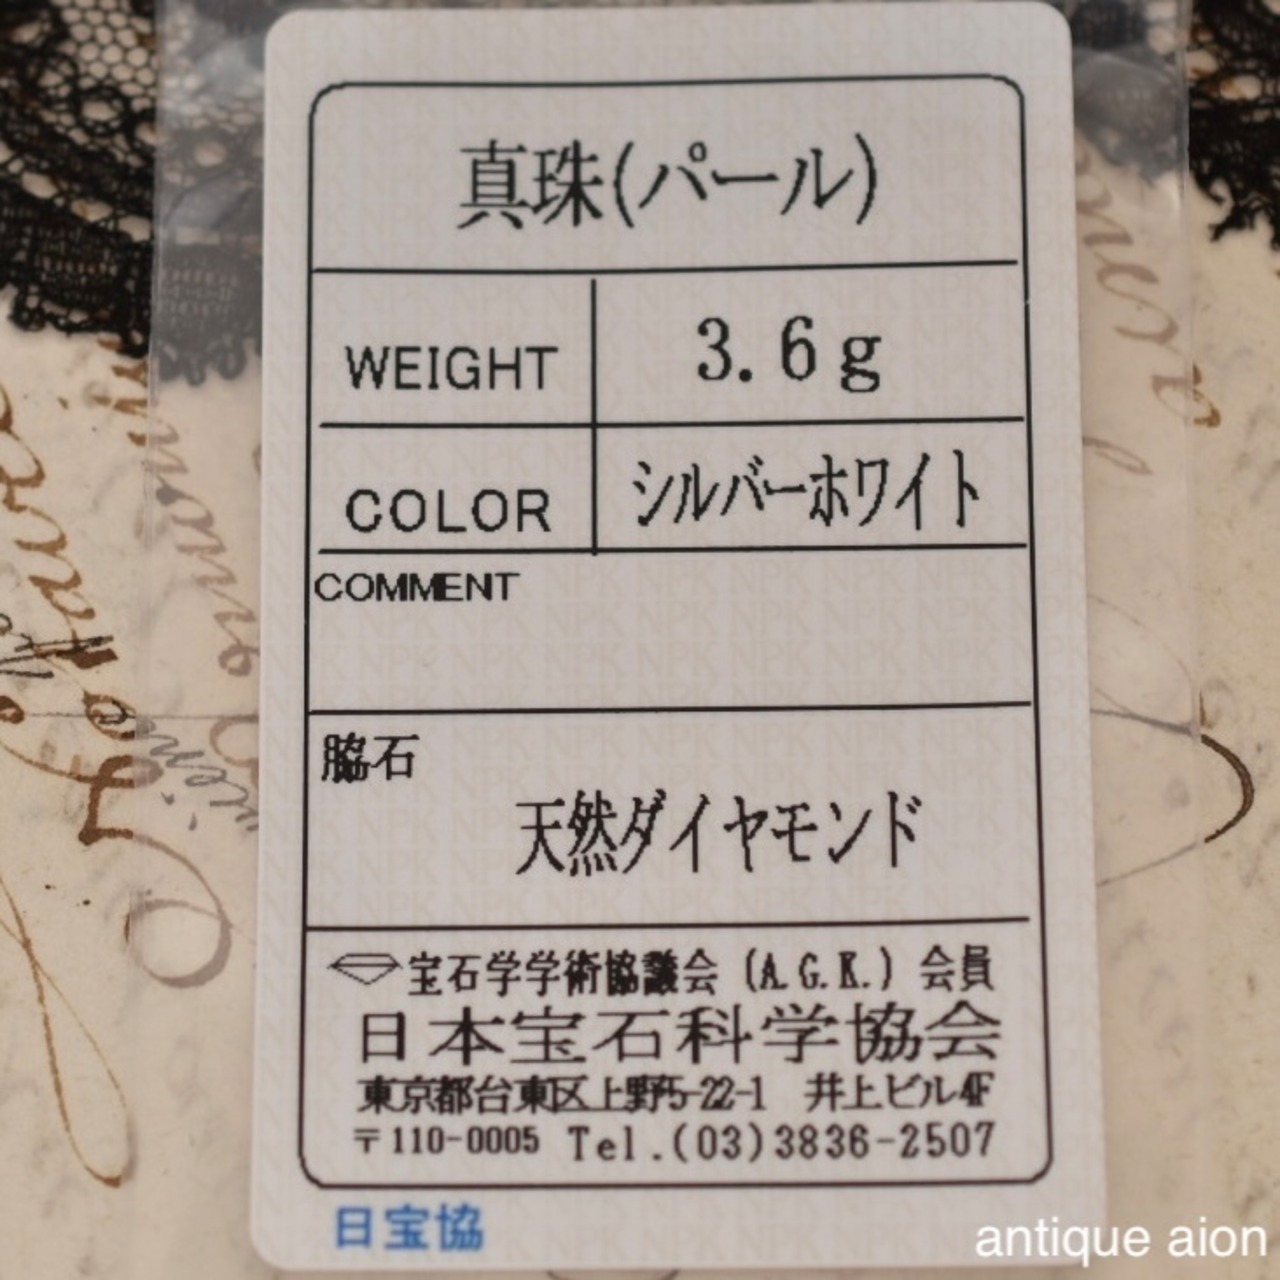 真珠(パール)
WEIGHT 3.6g
COLOR シルバーホワイト
COMMENT
脇石
天然ダイヤモンド
宝石学学術協議会(A.G.K.)会員
日本宝石科学協会
東京都台東区上野5-22-1 井上ビル4F
〒110-0005 Tel.(03)3836-2507
日宝協
antique aion